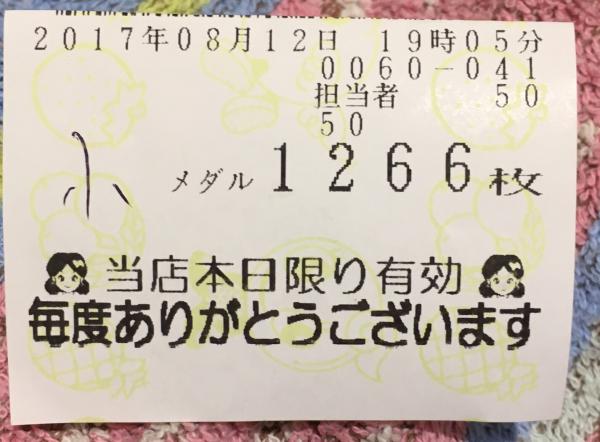 2017年08月12日 19時05分
0060-041
担当者 50
50
小 メダル 1266枚
当店本日限り有効
毎度ありがとうございます